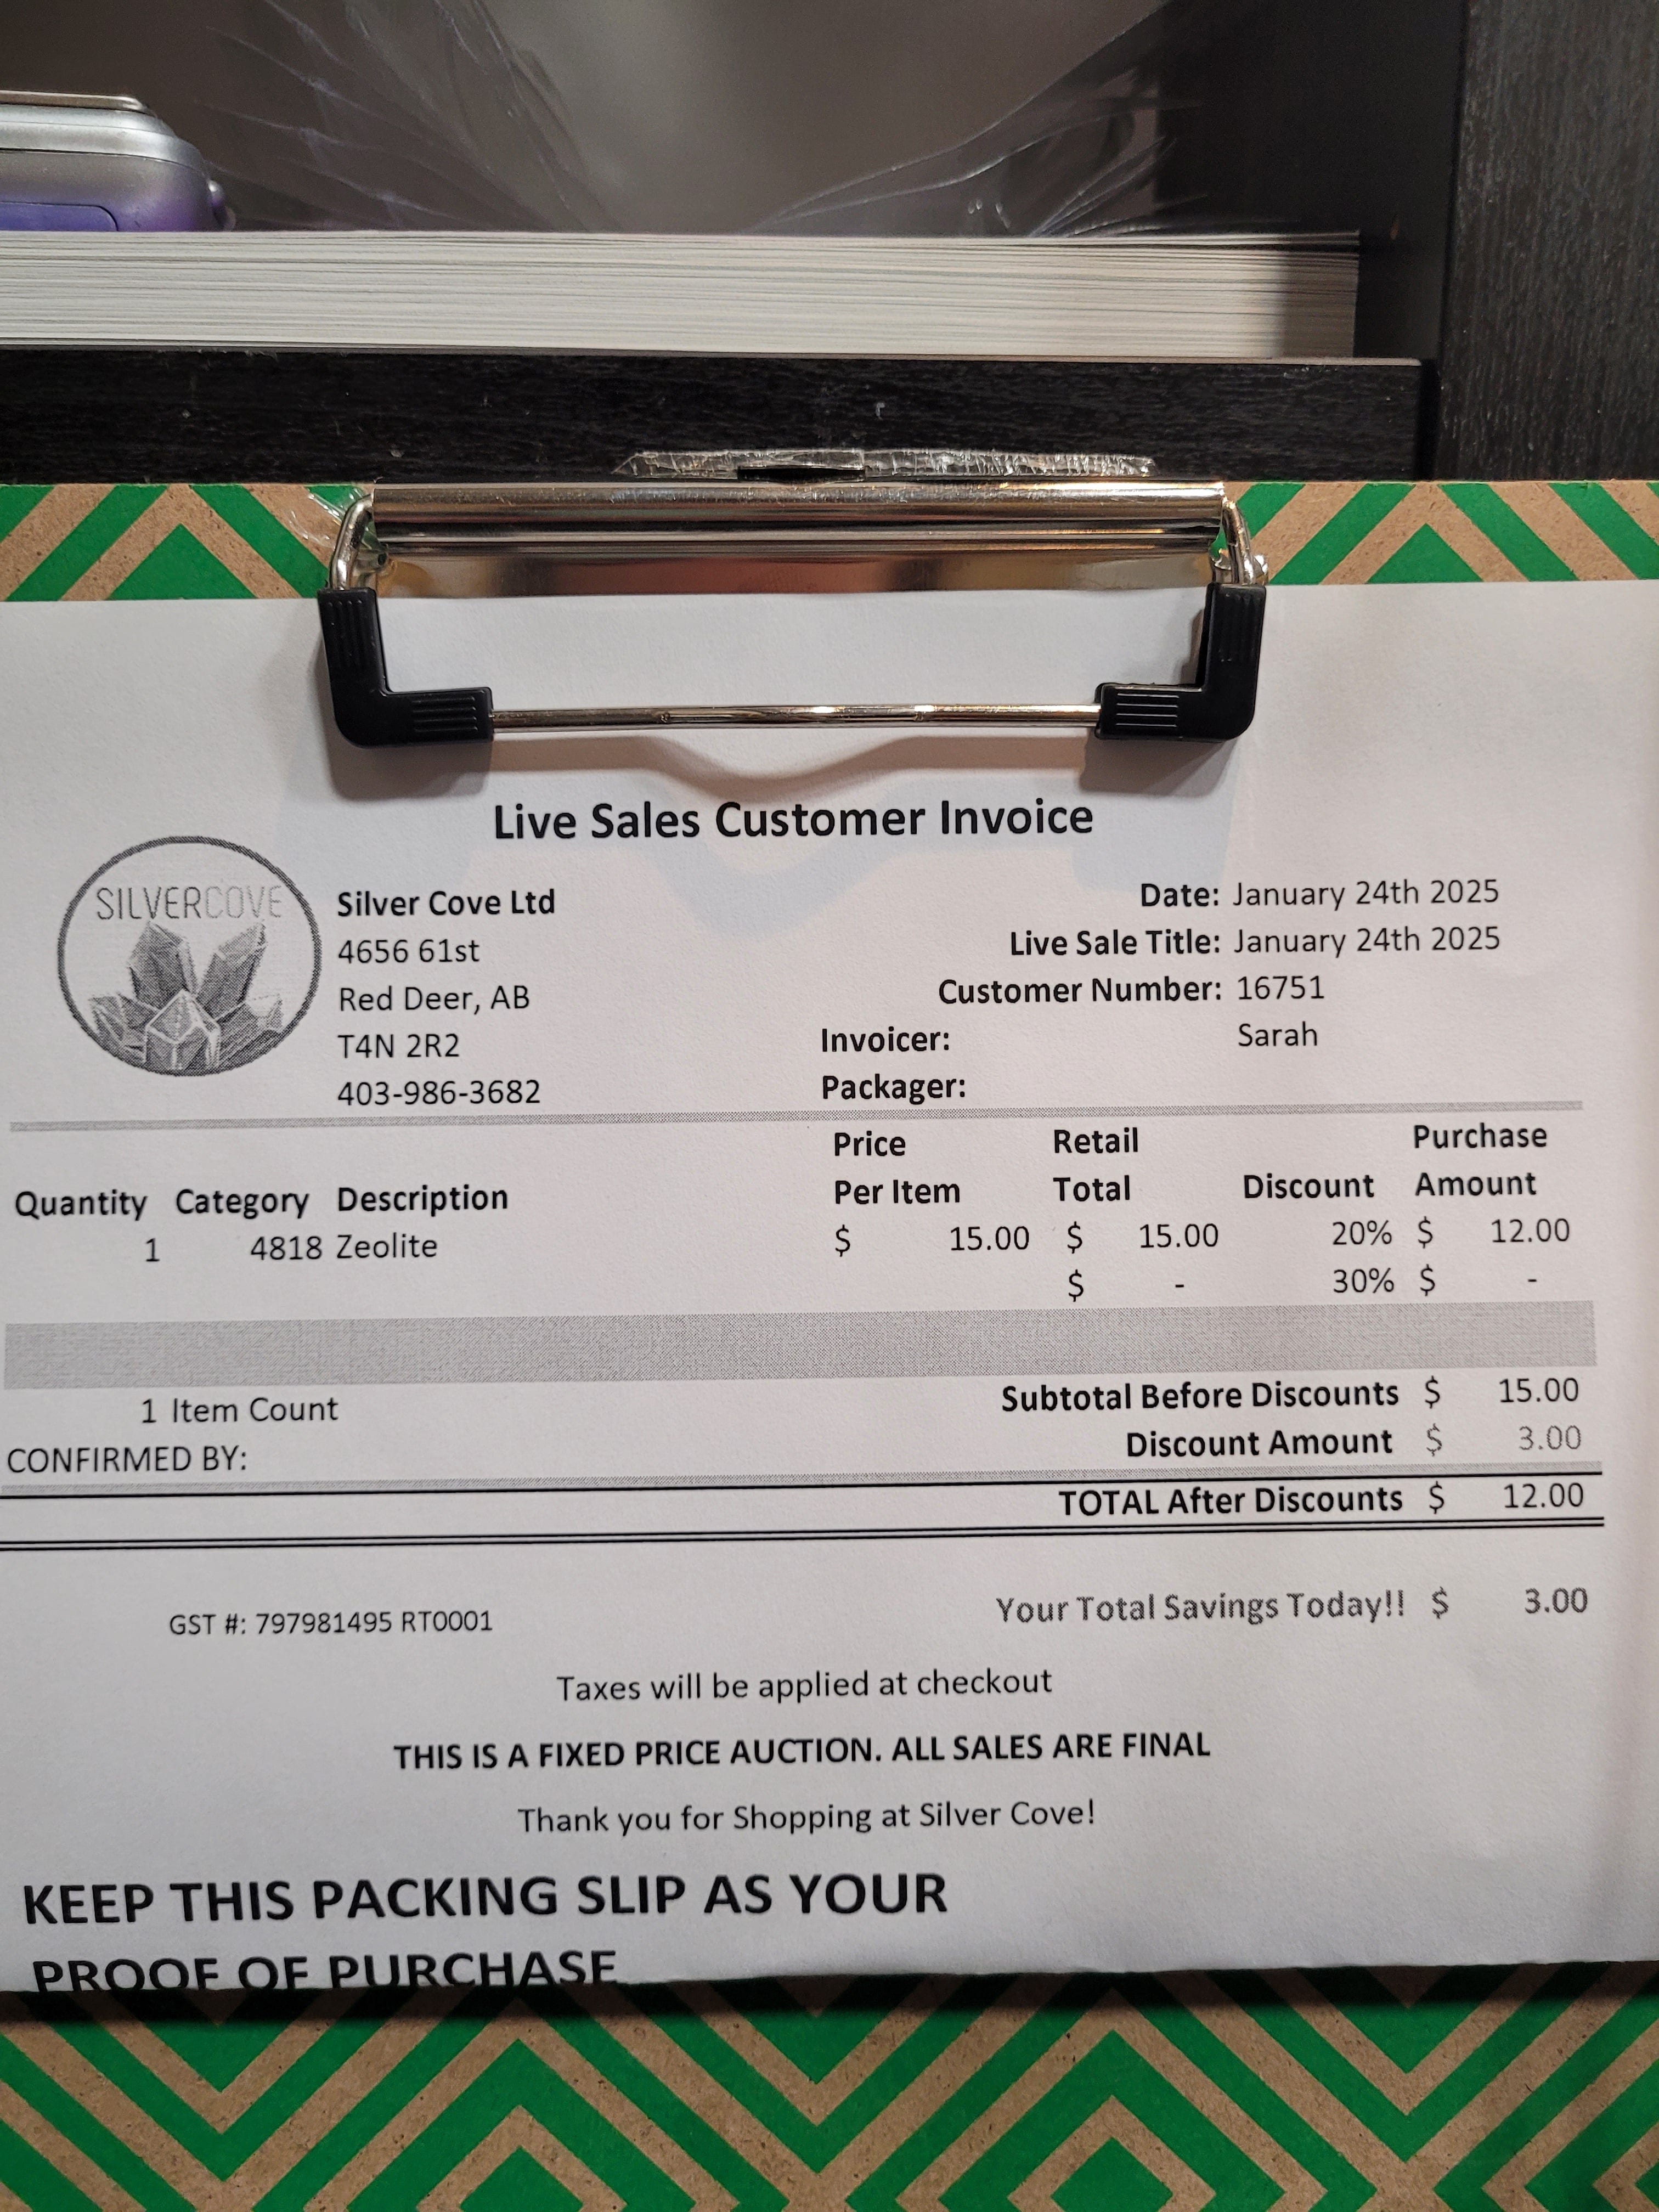 Live Sales Customer Invoice
SILVERCOVE
Silver Cove Ltd
4656 61st
Red Deer, AB
T4N 2R2
403-986-3682
Date: January 24th 2025
Live Sale Title: January 24th 2025
Customer Number: 16751
Invoicer: Sarah
Packager:
Quantity Category Description Price Per Item Retail Total Discount Purchase Amount
1 4818 Zeolite $ 15.00 $ 15.00 20% $ 12.00
$ - 30% $ -
1 Item Count
CONFIRMED BY:
Subtotal Before Discounts $ 15.00
Discount Amount $ 3.00
TOTAL After Discounts $ 12.00
GST #: 797981495 RT0001
Your Total Savings Today!! $ 3.00
Taxes will be applied at checkout
THIS IS A FIXED PRICE AUCTION. ALL SALES ARE FINAL
Thank you for Shopping at Silver Cove!
KEEP THIS PACKING SLIP AS YOUR
PROOF OF PURCHASE